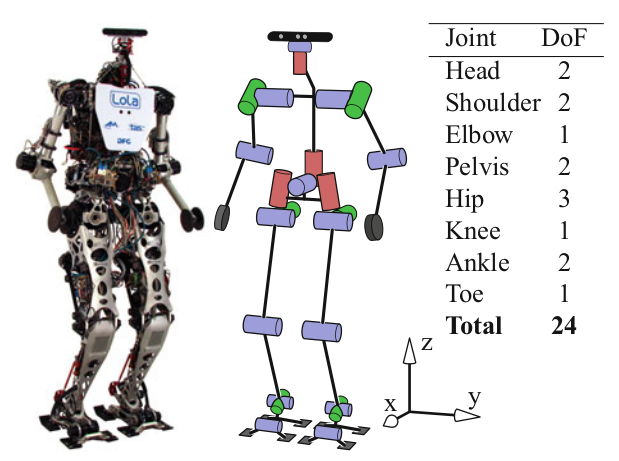 Lola
Joint DoF
Head 2
Shoulder 2
Elbow 1
Pelvis 2
Hip 3
Knee 1
Ankle 2
Toe 1
Total 24
z
x
y